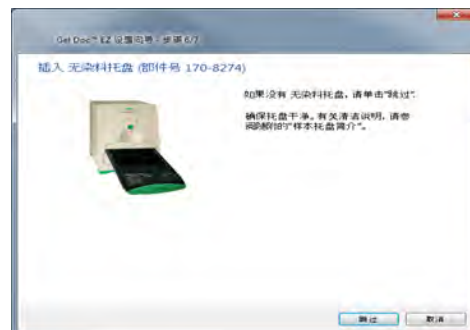 Gel Doc™ EZ 设置向导 - 步骤 6/7
插入 无染料托盘 (部件号 170-8274)
如果没有 无染料托盘，请单击“跳过”.
确保托盘干净。有关清洁说明，请参
阅随附的“样本托盘简介”。
跳过
取消